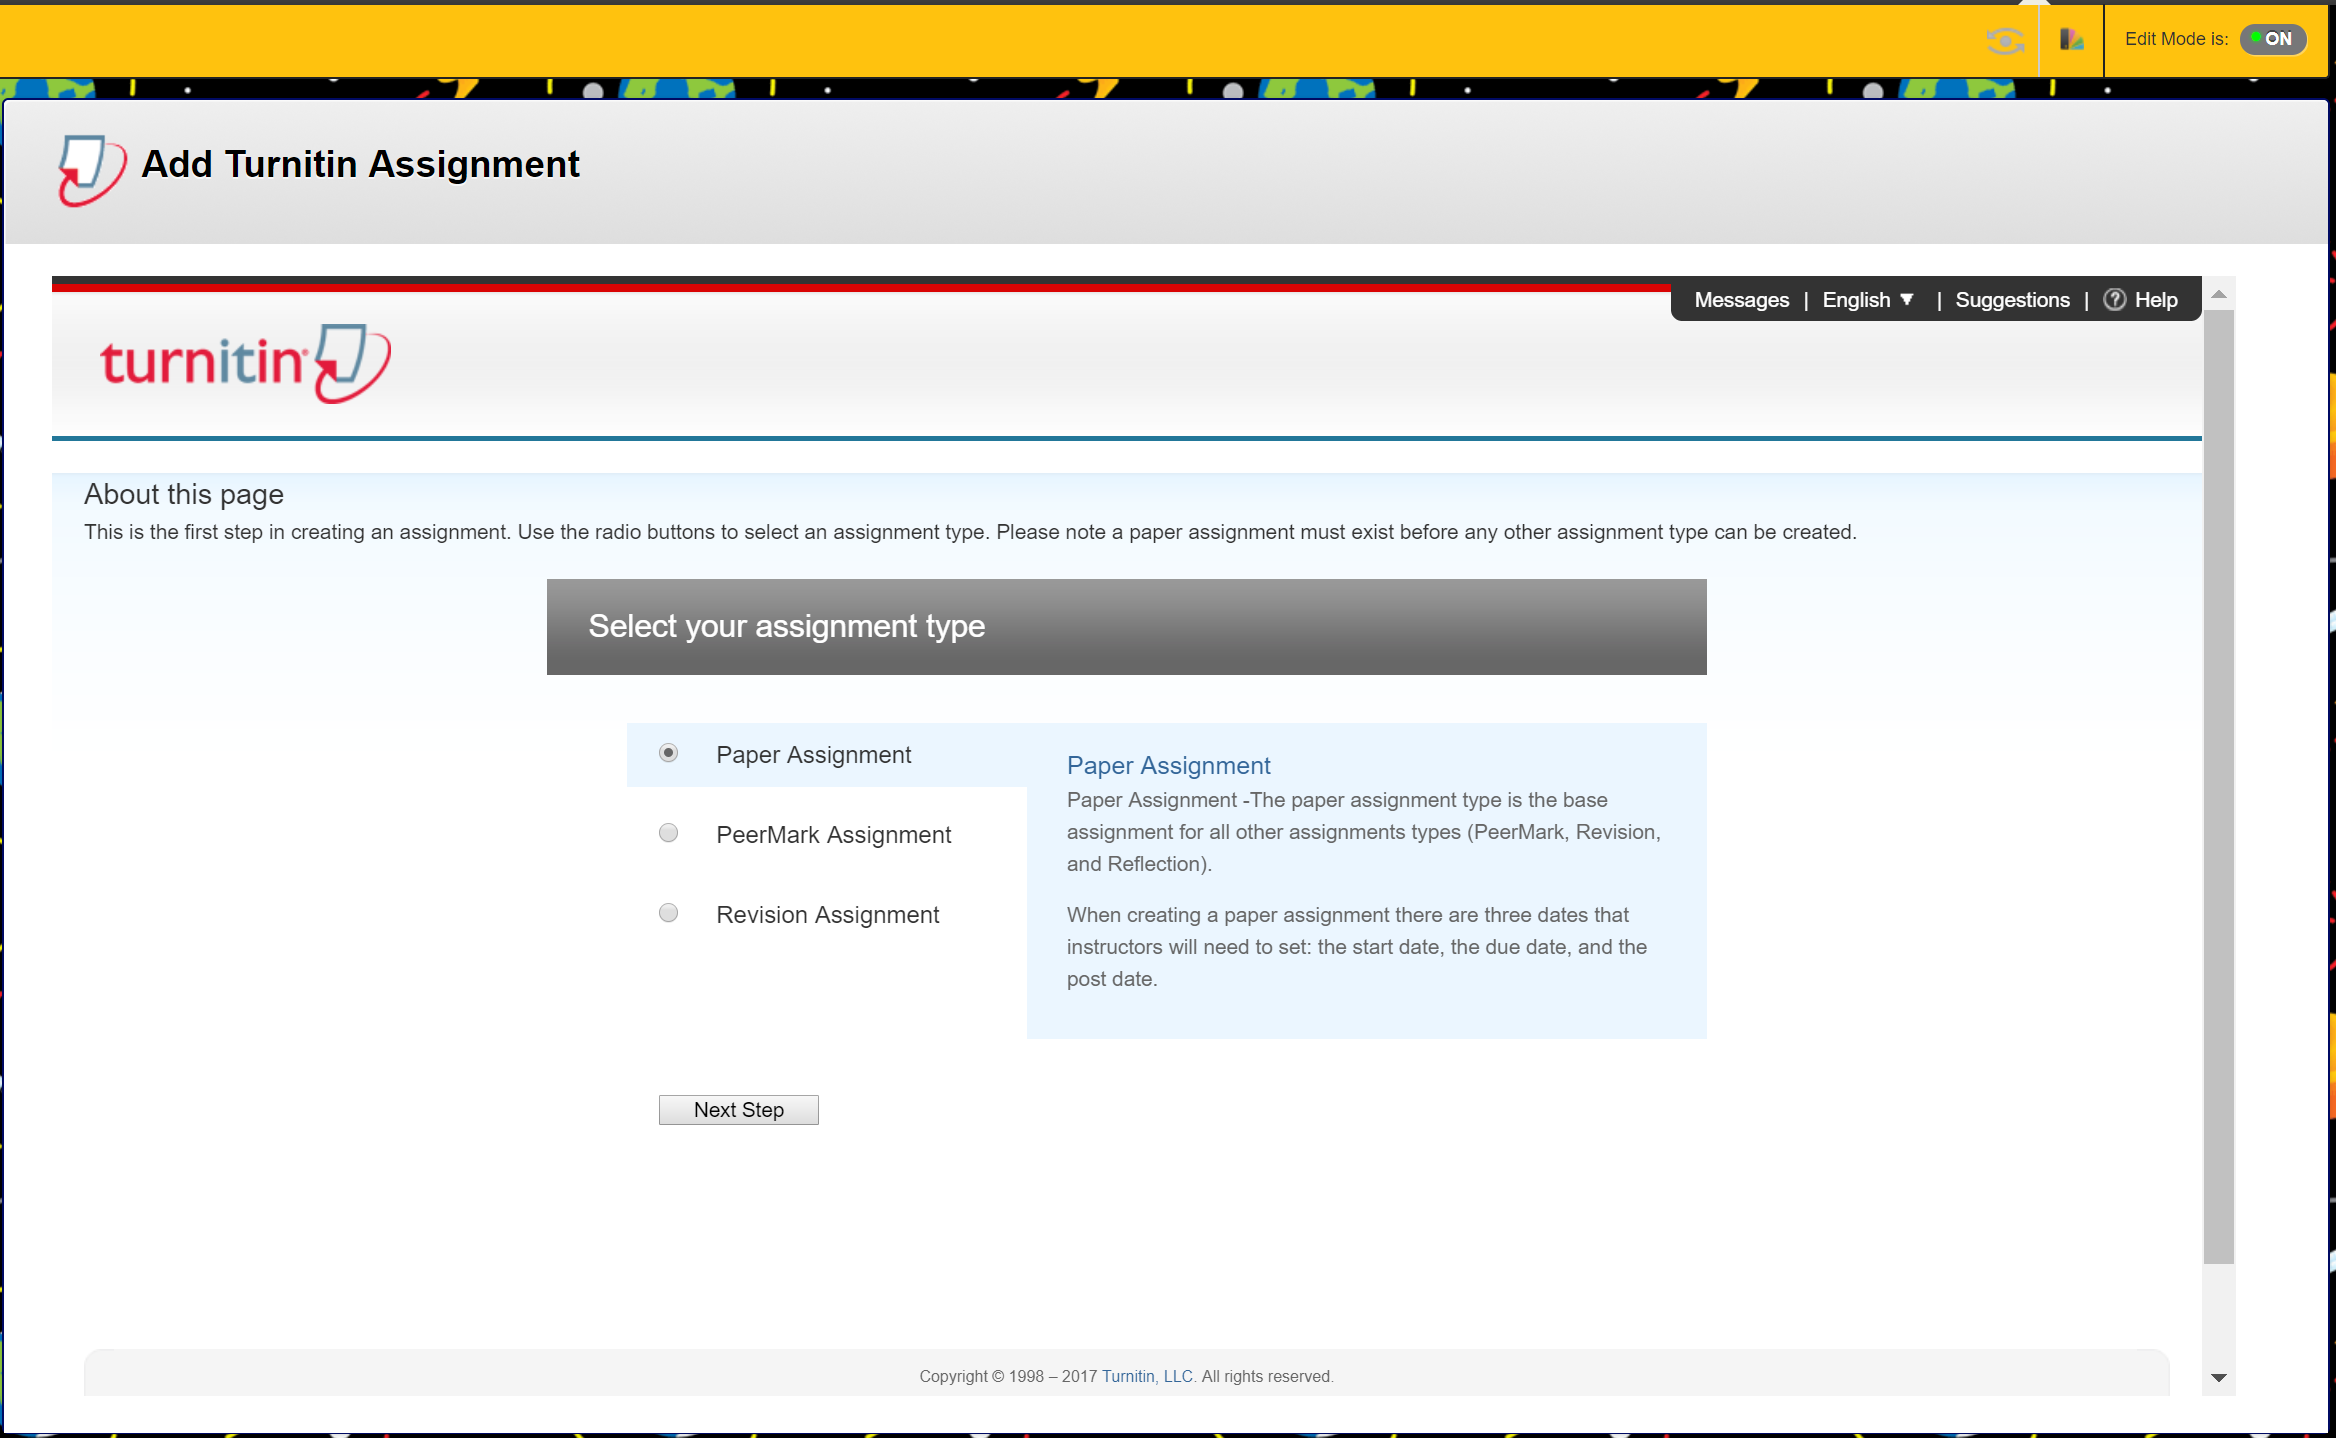 Edit Mode is: ON
Add Turnitin Assignment
Messages | English ▼ | Suggestions | ? Help
turnitin
About this page
This is the first step in creating an assignment. Use the radio buttons to select an assignment type. Please note a paper assignment must exist before any other assignment type can be created.
Select your assignment type
Paper Assignment
PeerMark Assignment
Revision Assignment
Paper Assignment
Paper Assignment -The paper assignment type is the base
assignment for all other assignments types (PeerMark, Revision,
and Reflection).
When creating a paper assignment there are three dates that
instructors will need to set: the start date, the due date, and the
post date.
Next Step
Copyright © 1998 – 2017 Turnitin, LLC. All rights reserved.